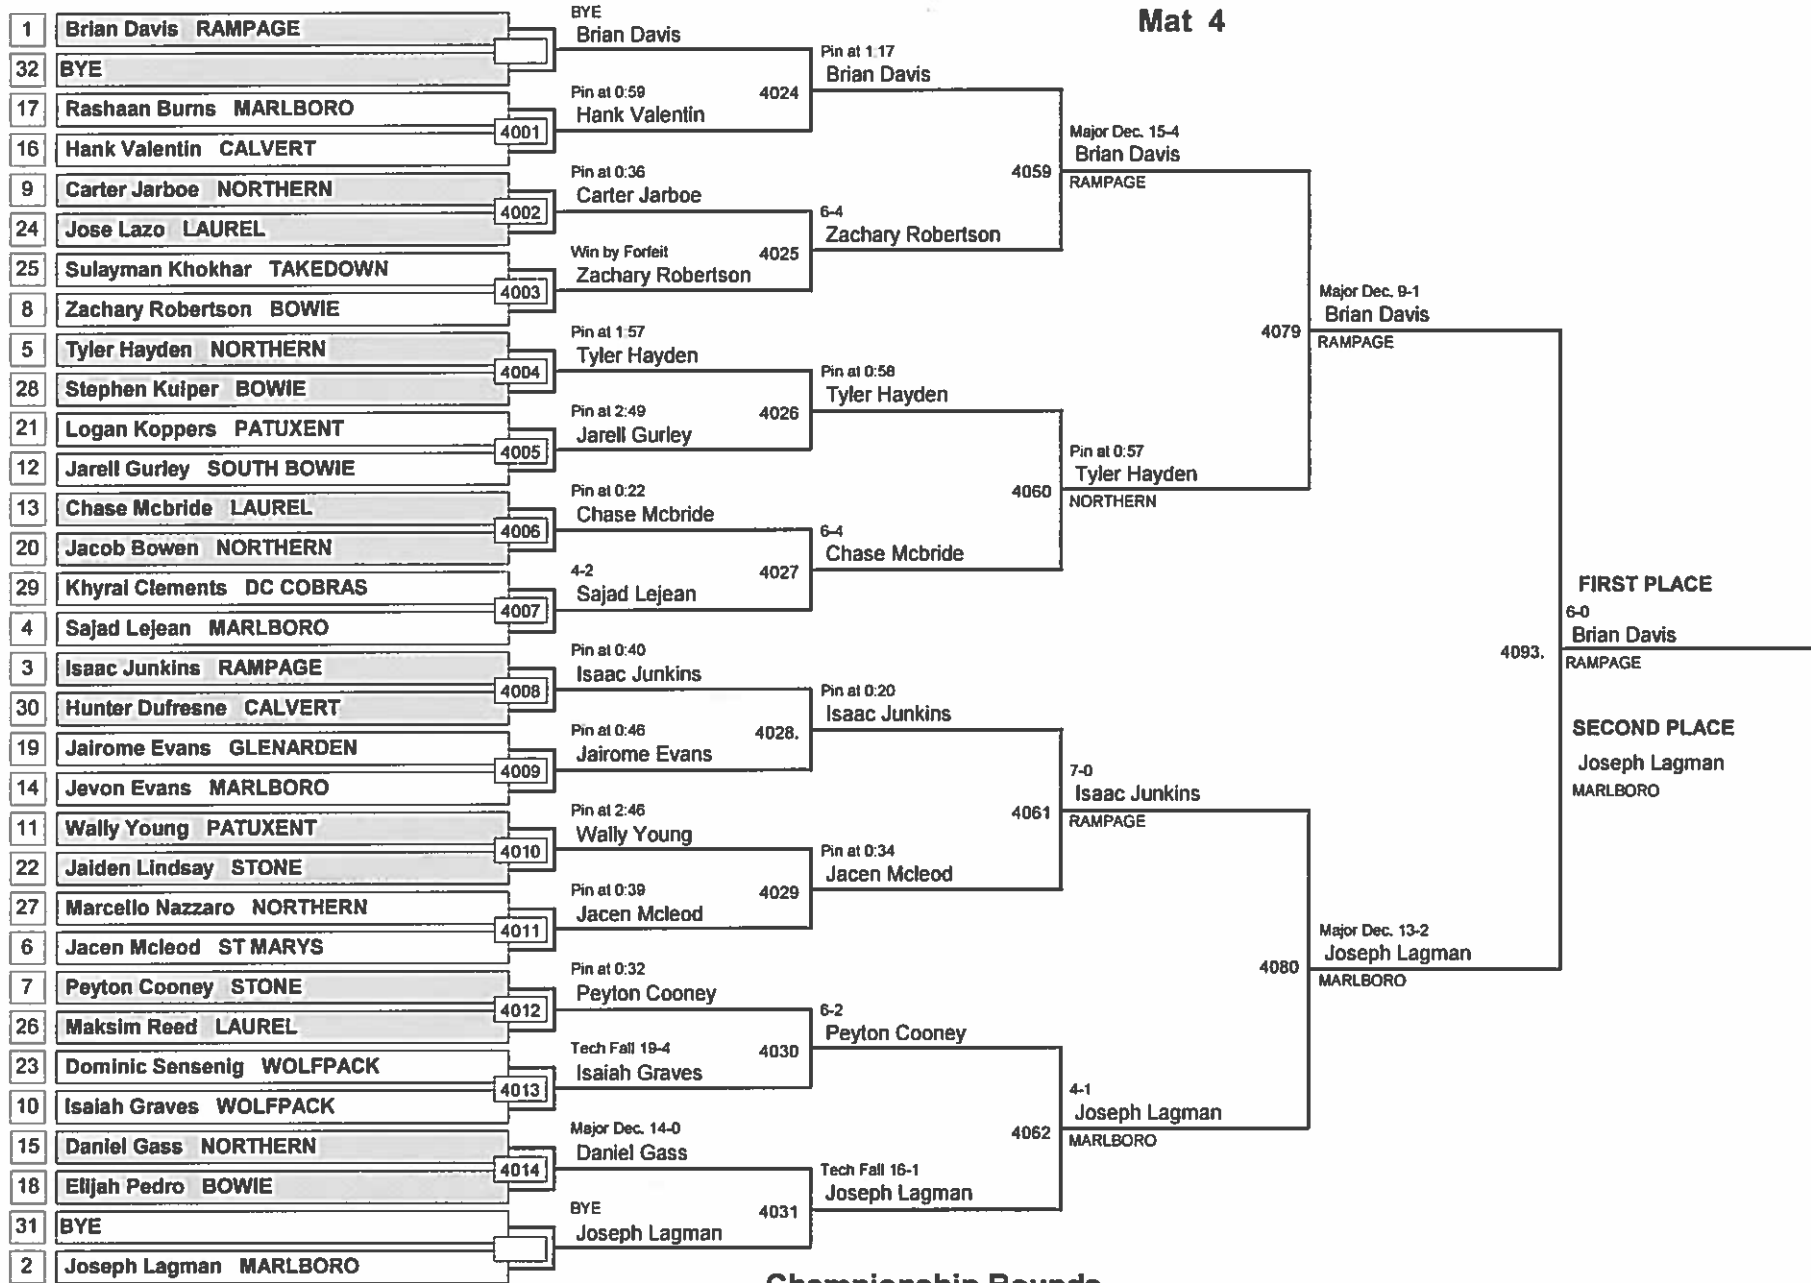 Mat 4
1 Brian Davis RAMPAGE
32 BYE
17 Rashaan Burns MARLBORO
16 Hank Valentin CALVERT
9 Carter Jarboe NORTHERN
24 Jose Lazo LAUREL
25 Sulayman Khokhar TAKEDOWN
8 Zachary Robertson BOWIE
5 Tyler Hayden NORTHERN
28 Stephen Kuiper BOWIE
21 Logan Koppers PATUXENT
12 Jarell Gurley SOUTH BOWIE
13 Chase Mcbride LAUREL
20 Jacob Bowen NORTHERN
29 Khyral Clements DC COBRAS
4 Sajad Lejean MARLBORO
3 Isaac Junkins RAMPAGE
30 Hunter Dufresne CALVERT
19 Jairome Evans GLENARDEN
14 Jevon Evans MARLBORO
11 Wally Young PATUXENT
22 Jaiden Lindsay STONE
27 Marcello Nazzaro NORTHERN
6 Jacen Mcleod ST MARYS
7 Peyton Cooney STONE
26 Maksim Reed LAUREL
23 Dominic Sensenig WOLFPACK
10 Isaiah Graves WOLFPACK
15 Daniel Gass NORTHERN
18 Elijah Pedro BOWIE
31 BYE
2 Joseph Lagman MARLBORO
4001
4002
4003
4004
4005
4006
4007
4008
4009
4010
4011
4012
4013
4014
BYE
Brian Davis
Pin at 0:59
Hank Valentin
Pin at 0:36
Carter Jarboe
Win by Forfeit
Zachary Robertson
Pin at 1:57
Tyler Hayden
Pin at 2:49
Jarell Gurley
Pin at 0:22
Chase Mcbride
4-2
Sajad Lejean
Pin at 0:40
Isaac Junkins
Pin at 0:46
Jairome Evans
Pin at 2:46
Wally Young
Pin at 0:39
Jacen Mcleod
Pin at 0:32
Peyton Cooney
Tech Fall 19-4
Isaiah Graves
Major Dec. 14-0
Daniel Gass
BYE
Joseph Lagman
4024
4025
4026
4027
4028.
4029
4030
4031
Pin at 1:17
Brian Davis
6-4
Zachary Robertson
Pin at 0:58
Tyler Hayden
6-4
Chase Mcbride
Pin at 0:20
Isaac Junkins
Pin at 0:34
Jacen Mcleod
6-2
Peyton Cooney
Tech Fall 16-1
Joseph Lagman
4059
4060
4061
4062
Major Dec. 15-4
Brian Davis
RAMPAGE
Pin at 0:57
Tyler Hayden
NORTHERN
7-0
Isaac Junkins
RAMPAGE
4-1
Joseph Lagman
MARLBORO
4079
4080
Major Dec. 9-1
Brian Davis
RAMPAGE
Major Dec. 13-2
Joseph Lagman
MARLBORO
4093.
FIRST PLACE
6-0
Brian Davis
RAMPAGE
SECOND PLACE
Joseph Lagman
MARLBORO
Championship Rounds